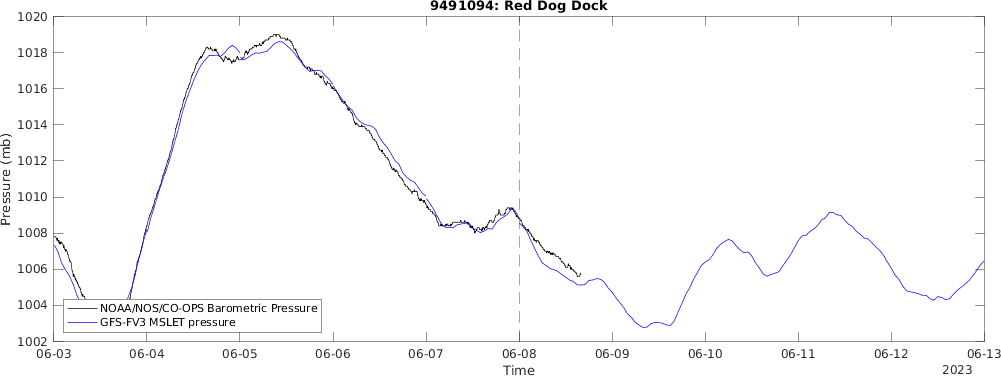 9491094: Red Dog Dock
1020
1018
1016
1014
1012
1010
1008
1006
1004
1002
Pressure (mb)
NOAA/NOS/CO-OPS Barometric Pressure
GFS-FV3 MSLET pressure
06-03 06-04 06-05 06-06 06-07 06-08 06-09 06-10 06-11 06-12 06-13
Time
2023